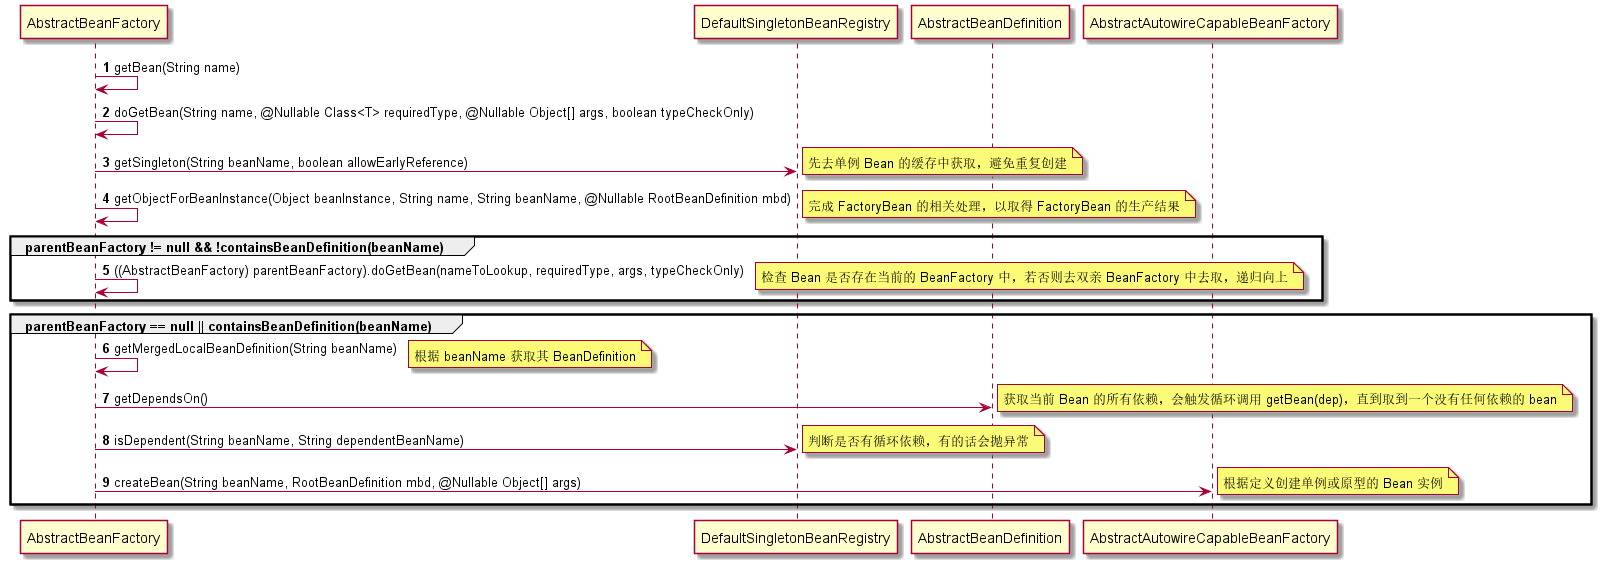 AbstractBeanFactory
DefaultSingletonBeanRegistry
AbstractBeanDefinition
AbstractAutowireCapableBeanFactory
1 getBean(String name)
2 doGetBean(String name, @Nullable Class<T> requiredType, @Nullable Object[] args, boolean typeCheckOnly)
3 getSingleton(String beanName, boolean allowEarlyReference)
先去单例 Bean 的缓存中获取，避免重复创建
4 getObjectForBeanInstance(Object beanInstance, String name, String beanName, @Nullable RootBeanDefinition mbd)
完成 FactoryBean 的相关处理，以取得 FactoryBean 的生产结果
parentBeanFactory != null && !containsBeanDefinition(beanName)
5 ((AbstractBeanFactory) parentBeanFactory).doGetBean(nameToLookup, requiredType, args, typeCheckOnly)
检查 Bean 是否存在当前的 BeanFactory 中，若否则去双亲 BeanFactory 中去取，递归向上
parentBeanFactory == null || containsBeanDefinition(beanName)
6 getMergedLocalBeanDefinition(String beanName)
根据 beanName 获取其 BeanDefinition
7 getDependsOn()
获取当前 Bean 的所有依赖，会触发循环调用 getBean(dep)，直到取到一个没有任何依赖的 bean
8 isDependent(String beanName, String dependentBeanName)
判断是否有循环依赖，有的话会抛异常
9 createBean(String beanName, RootBeanDefinition mbd, @Nullable Object[] args)
根据定义创建单例或原型的 Bean 实例
AbstractBeanFactory
DefaultSingletonBeanRegistry
AbstractBeanDefinition
AbstractAutowireCapableBeanFactory